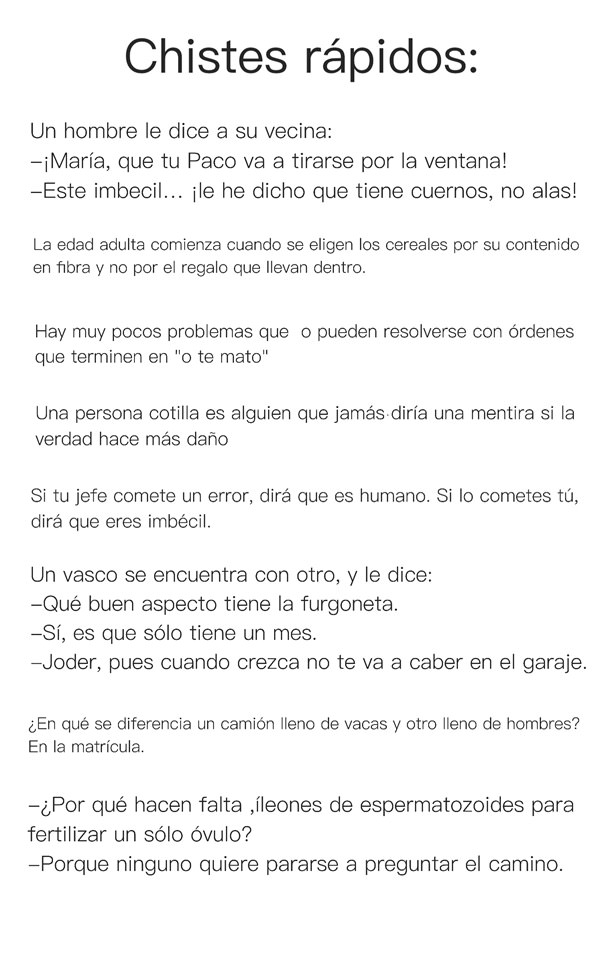 Chistes rápidos:
Un hombre le dice a su vecina:
–¡María, que tu Paco va a tirarse por la ventana!
–Este imbecil... ¡le he dicho que tiene cuernos, no alas!
La edad adulta comienza cuando se eligen los cereales por su contenido
en fibra y no por el regalo que llevan dentro.
Hay muy pocos problemas que o pueden resolverse con órdenes
que terminen en "o te mato"
Una persona cotilla es alguien que jamás diría una mentira si la
verdad hace más daño
Si tu jefe comete un error, dirá que es humano. Si lo cometes tú,
dirá que eres imbécil.
Un vasco se encuentra con otro, y le dice:
–Qué buen aspecto tiene la furgoneta.
–Sí, es que sólo tiene un mes.
–Joder, pues cuando crezca no te va a caber en el garaje.
¿En qué se diferencia un camión lleno de vacas y otro lleno de hombres?
En la matrícula.
–¿Por qué hacen falta ,íleones de espermatozoides para
fertilizar un sólo óvulo?
–Porque ninguno quiere pararse a preguntar el camino.